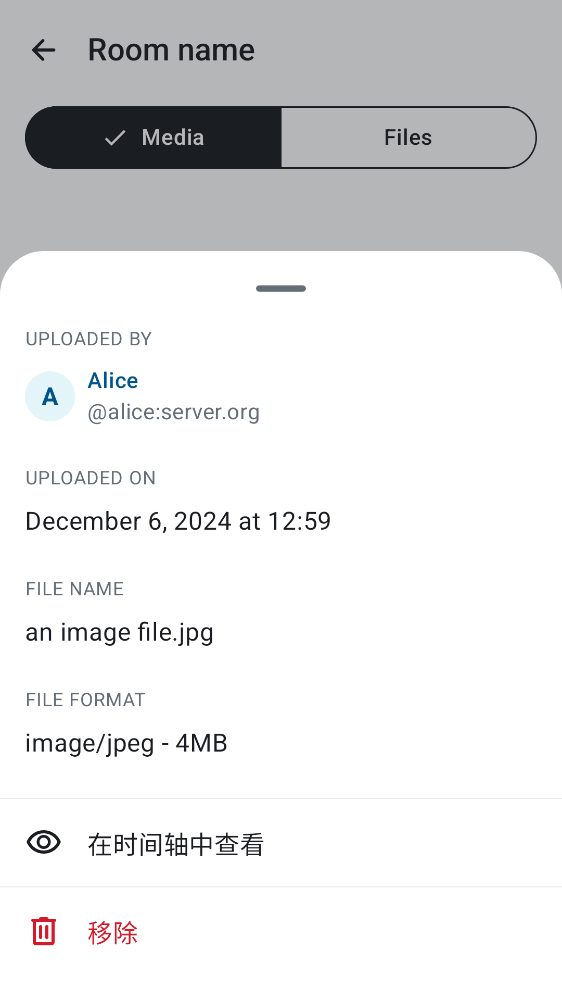 Room name
Media
Files
UPLOADED BY
A
Alice
@alice:server.org
UPLOADED ON
December 6, 2024 at 12:59
FILE NAME
an image file.jpg
FILE FORMAT
image/jpeg - 4MB
在时间轴中查看
移除